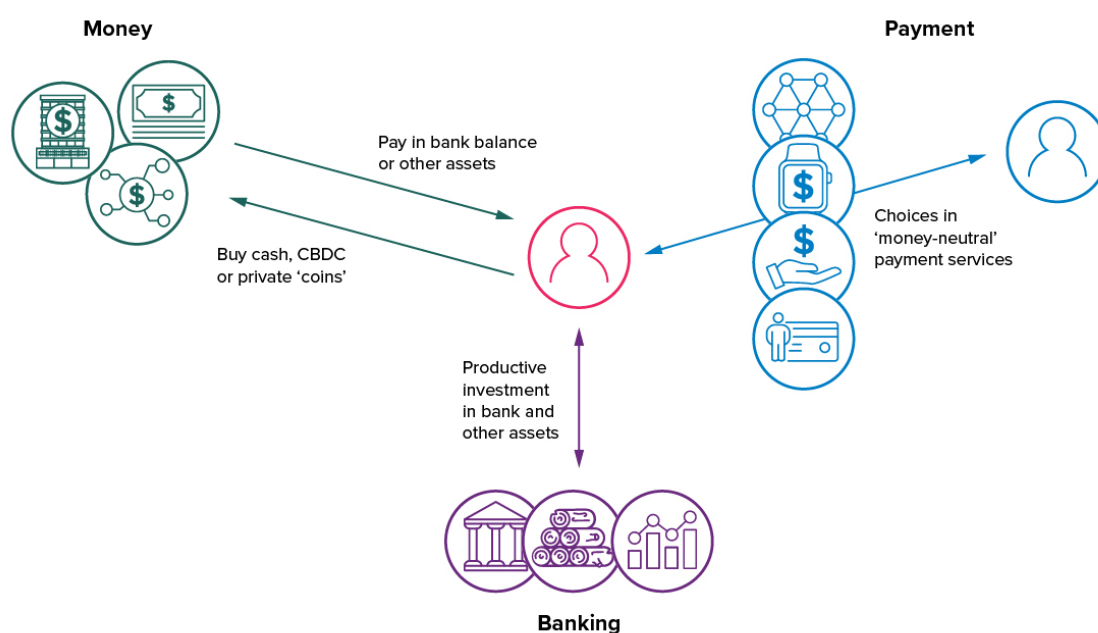 Money
Payment
$
$
$
$
$
Pay in bank balance
or other assets
Buy cash, CBDC
or private ‘coins’
Choices in
‘money-neutral’
payment services
Productive
investment
in bank and
other assets
Banking